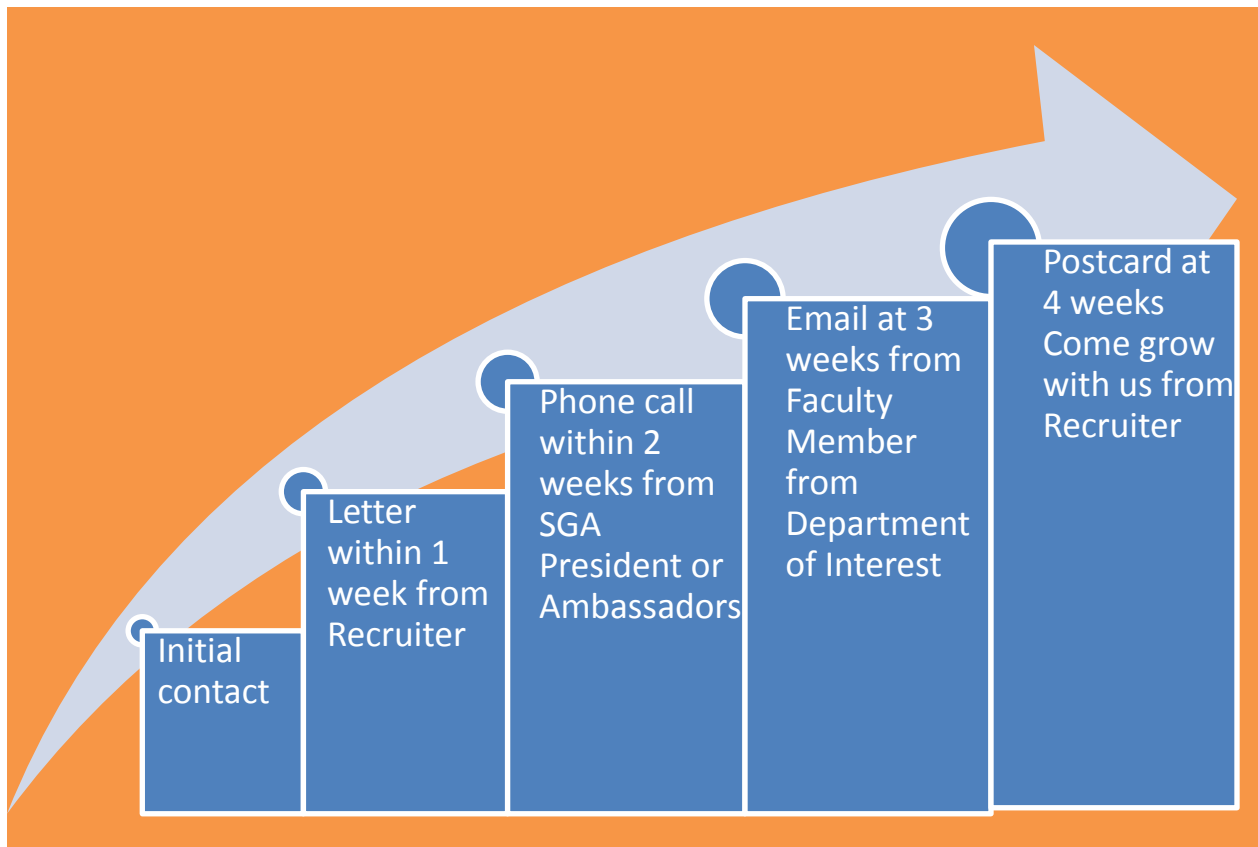 Initial
contact
Letter
within 1
week from
Recruiter
Phone call
within 2
weeks from
SGA
President or
Ambassadors
Email at 3
weeks from
Faculty
Member
from
Department
of Interest
Postcard at
4 weeks
Come grow
with us from
Recruiter